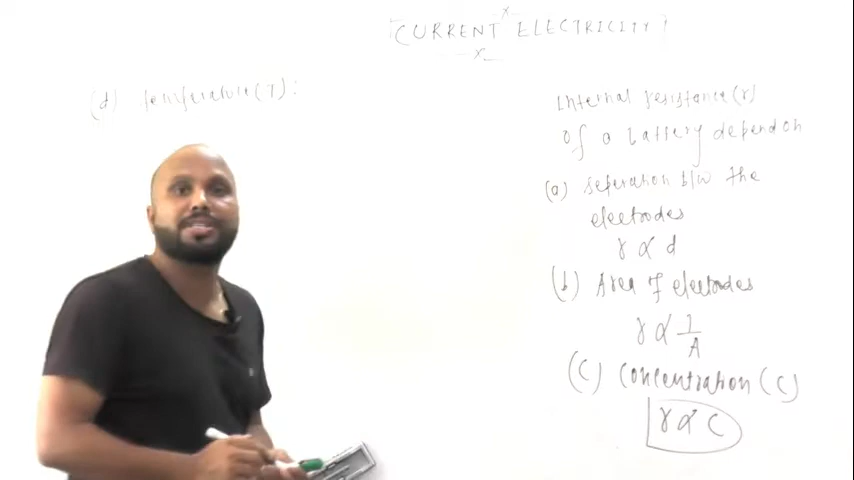 CURRENT ELECTRICITY
(d) Temperature (T) :
Internal resistance (r)
of a battery depend on
(a) seperation b/w the
electrodes
r ∝ d
(b) Area of electrodes
r ∝ 1/A
(C) Concentration (C)
r ∝ C